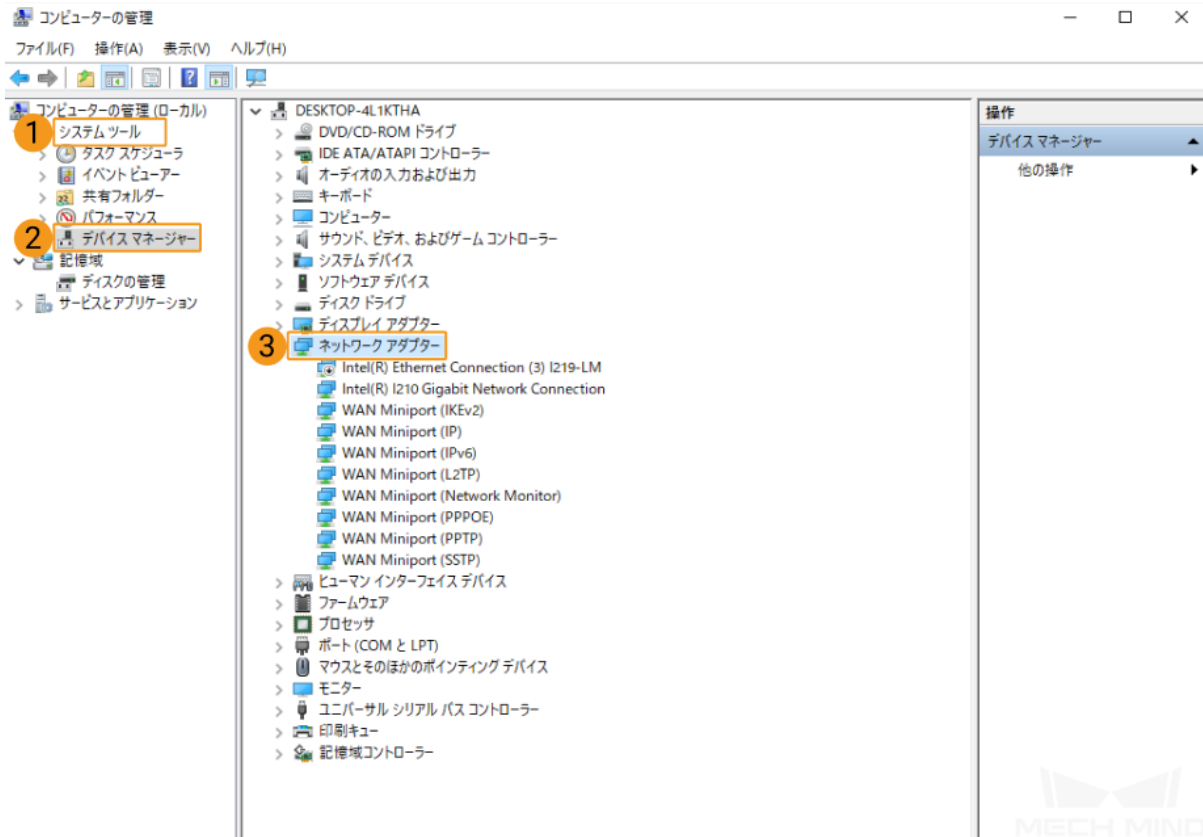 コンピューターの管理
ファイル(F) 操作(A) 表示(V) ヘルプ(H)
コンピューターの管理 (ローカル)
1 システム ツール
タスク スケジューラ
イベント ビューアー
共有フォルダー
パフォーマンス
2 デバイス マネージャー
記憶域
ディスクの管理
サービスとアプリケーション
DESKTOP-4L1KTHA
DVD/CD-ROM ドライブ
IDE ATA/ATAPI コントローラー
オーディオの入力および出力
キーボード
コンピューター
サウンド、ビデオ、およびゲーム コントローラー
システム デバイス
ソフトウェア デバイス
ディスク ドライブ
ディスプレイ アダプター
3 ネットワーク アダプター
Intel(R) Ethernet Connection (3) I219-LM
Intel(R) I210 Gigabit Network Connection
WAN Miniport (IKEv2)
WAN Miniport (IP)
WAN Miniport (IPv6)
WAN Miniport (L2TP)
WAN Miniport (Network Monitor)
WAN Miniport (PPPOE)
WAN Miniport (PPTP)
WAN Miniport (SSTP)
ヒューマン インターフェイス デバイス
ファームウェア
プロセッサ
ポート (COM と LPT)
マウスとそのほかのポインティング デバイス
モニター
ユニバーサル シリアル バス コントローラー
印刷キュー
記憶域コントローラー
操作
デバイス マネージャー
他の操作
MECH MIND